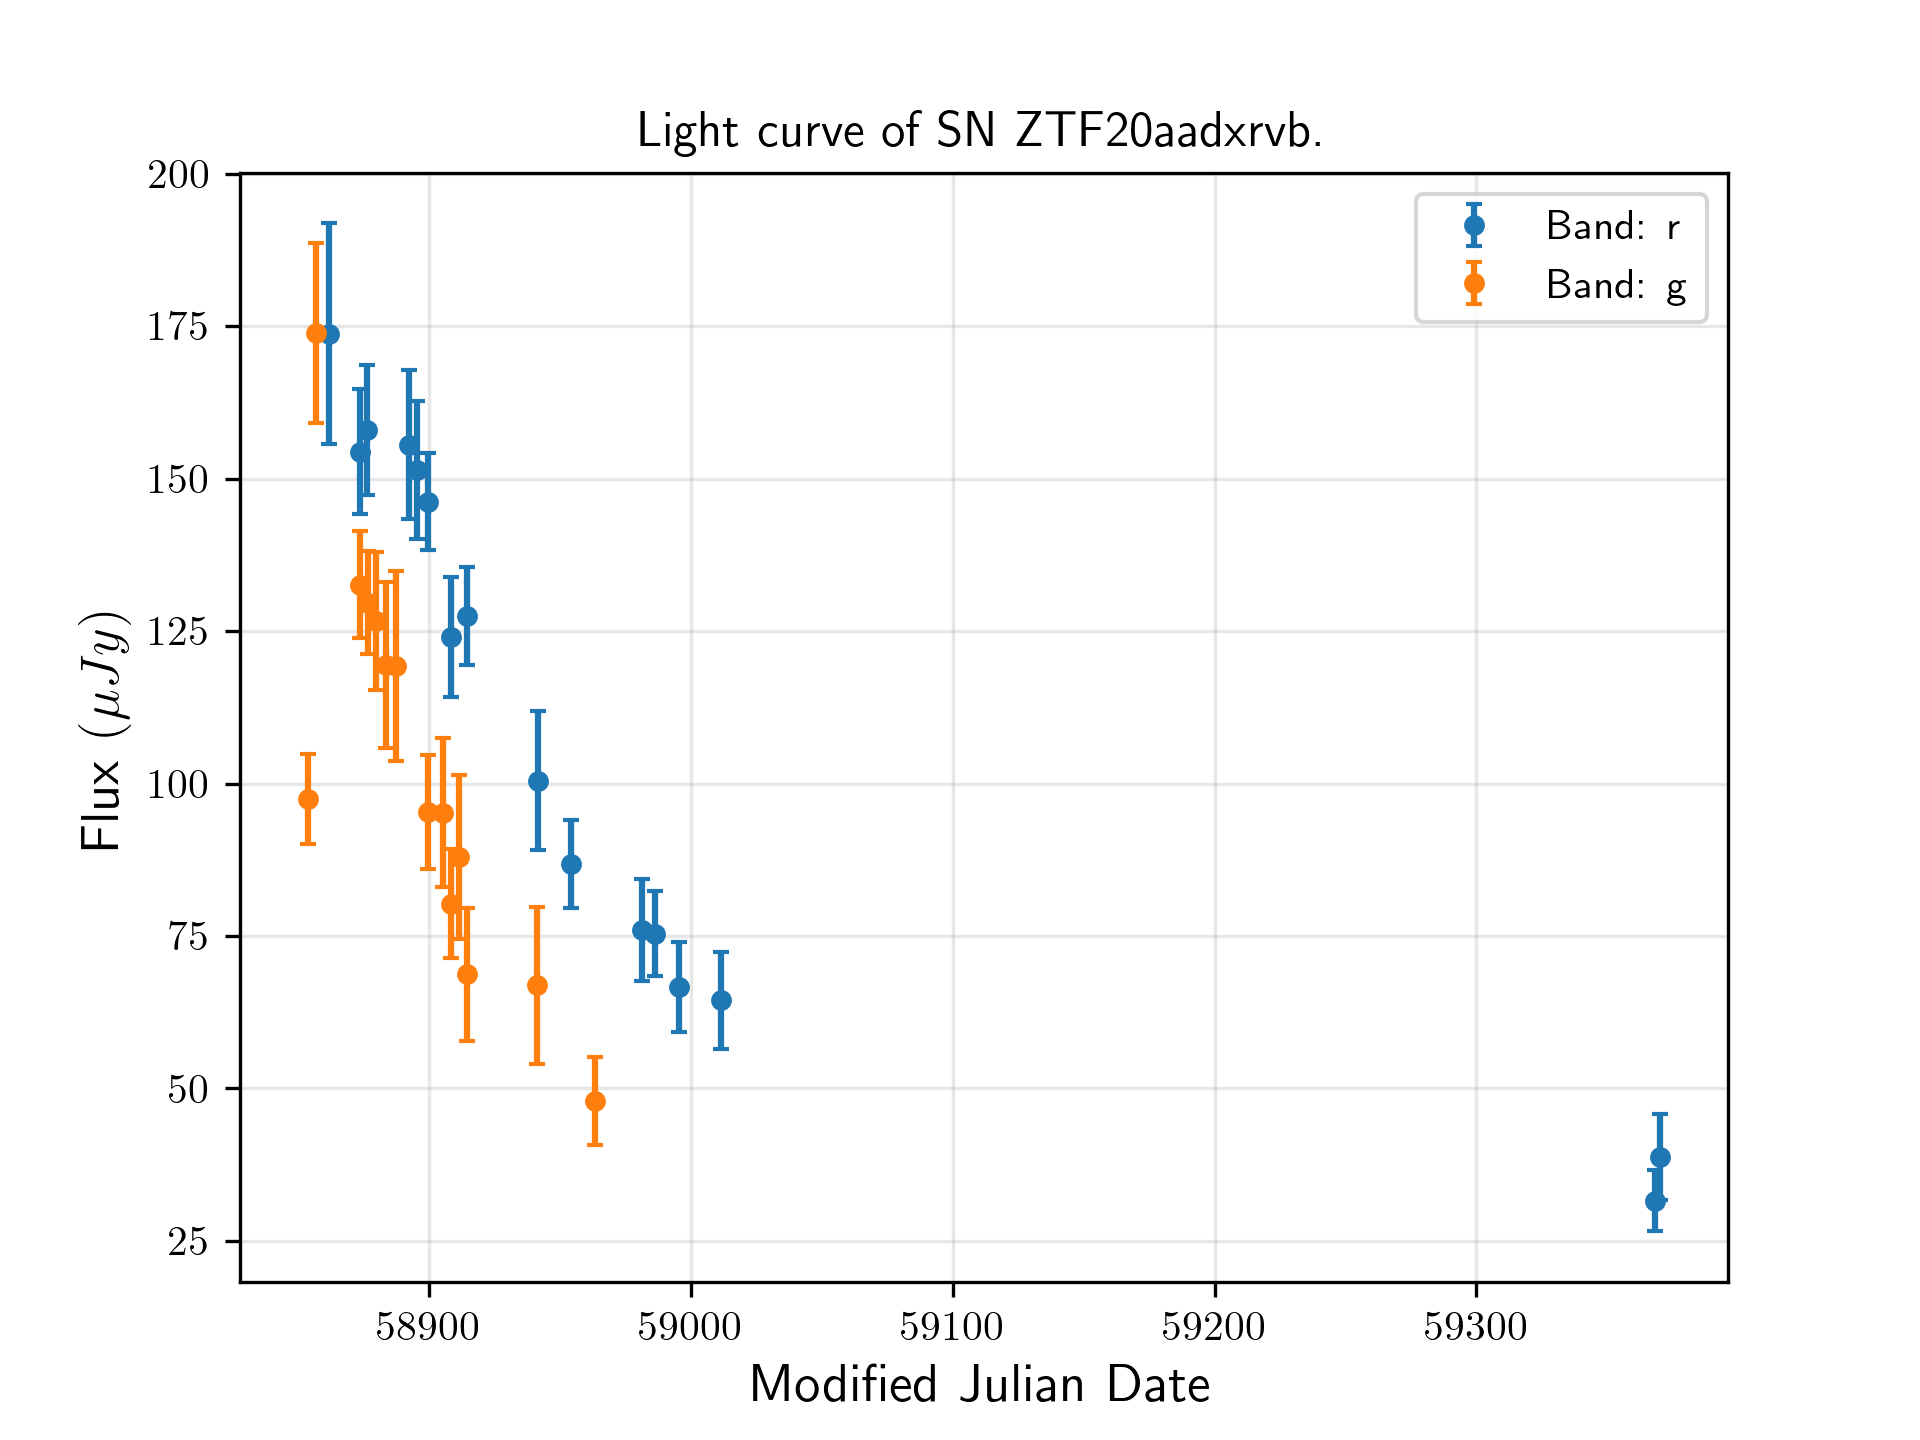 Light curve of SN ZTF20aadxrvb.
200
175
150
125
100
75
50
25
Flux (μJy)
Band: r
Band: g
58900 59000 59100 59200 59300
Modified Julian Date